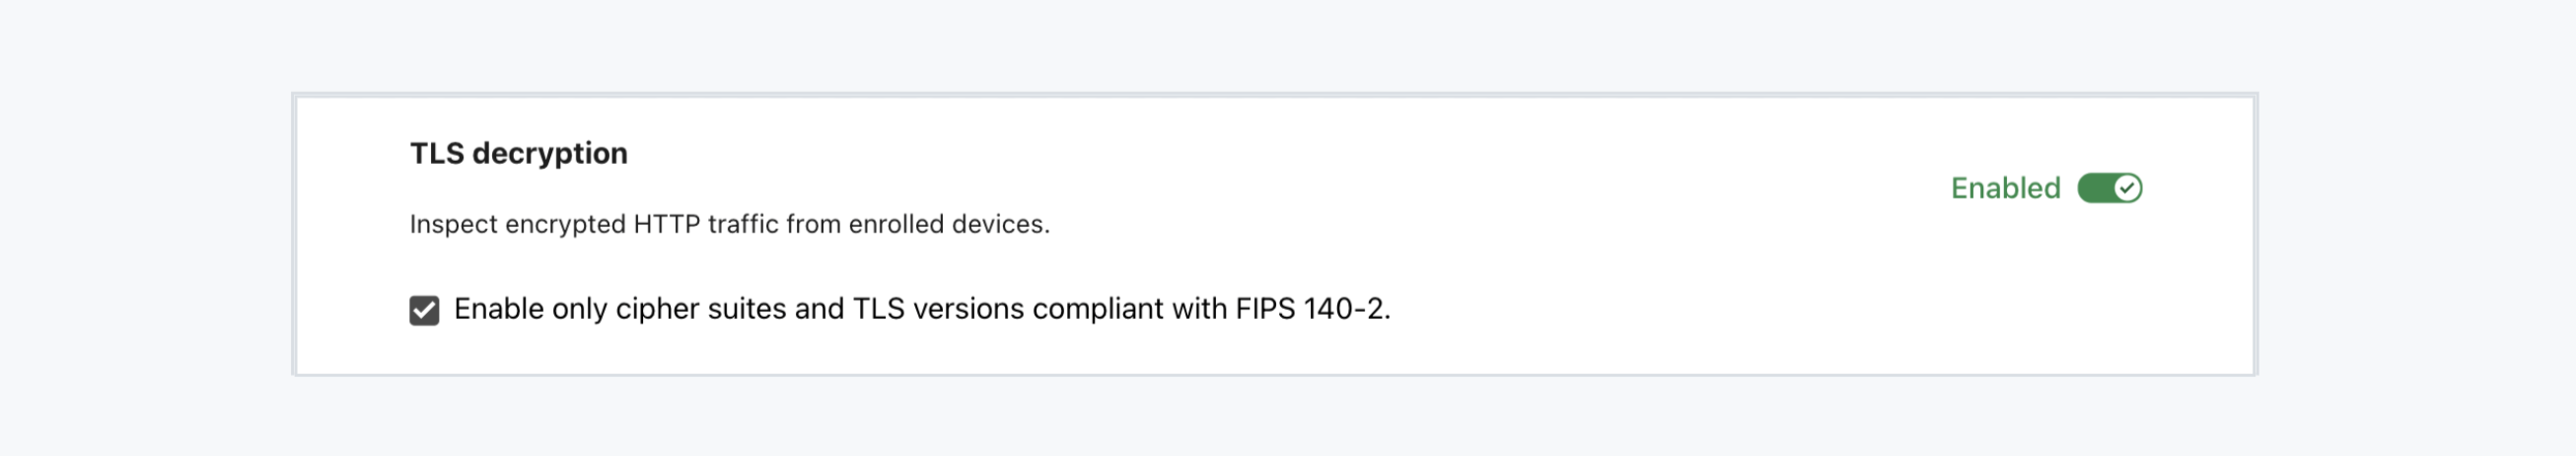 TLS decryption
Enabled
Inspect encrypted HTTP traffic from enrolled devices.
Enable only cipher suites and TLS versions compliant with FIPS 140-2.